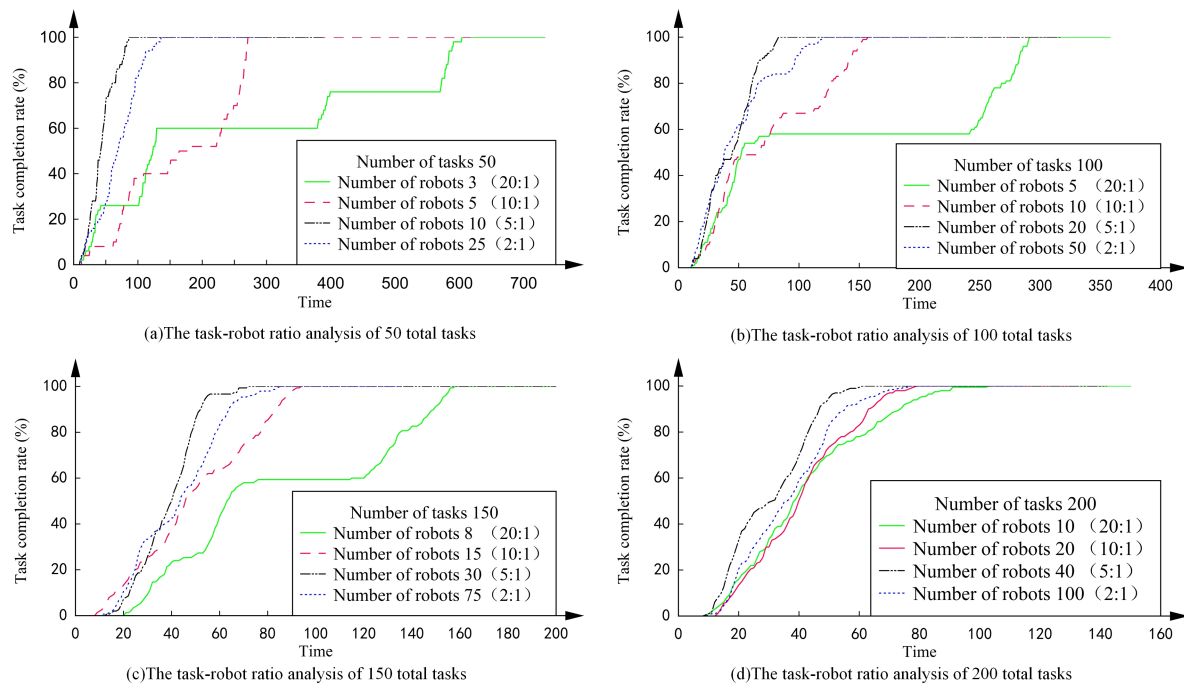 Task completion rate (%)
100
80
60
40
20
0
Number of tasks 50
Number of robots 3 （20:1）
Number of robots 5 （10:1）
Number of robots 10（5:1）
Number of robots 25（2:1）
0 100 200 300 400 500 600 700
Time
(a)The task-robot ratio analysis of 50 total tasks
Task completion rate (%)
100
80
60
40
20
0
Number of tasks 100
Number of robots 5 （20:1）
Number of robots 10（10:1）
Number of robots 20（5:1）
Number of robots 50（2:1）
0 50 100 150 200 250 300 350 400
Time
(b)The task-robot ratio analysis of 100 total tasks
Task completion rate (%)
100
80
60
40
20
0
Number of tasks 150
Number of robots 8 （20:1）
Number of robots 15（10:1）
Number of robots 30（5:1）
Number of robots 75（2:1）
0 20 40 60 80 100 120 140 160 180 200
Time
(c)The task-robot ratio analysis of 150 total tasks
Task completion rate (%)
100
80
60
40
20
0
Number of tasks 200
Number of robots 10 （20:1）
Number of robots 20 （10:1）
Number of robots 40 （5:1）
Number of robots 100（2:1）
0 20 40 60 80 100 120 140 160
Time
(d)The task-robot ratio analysis of 200 total tasks